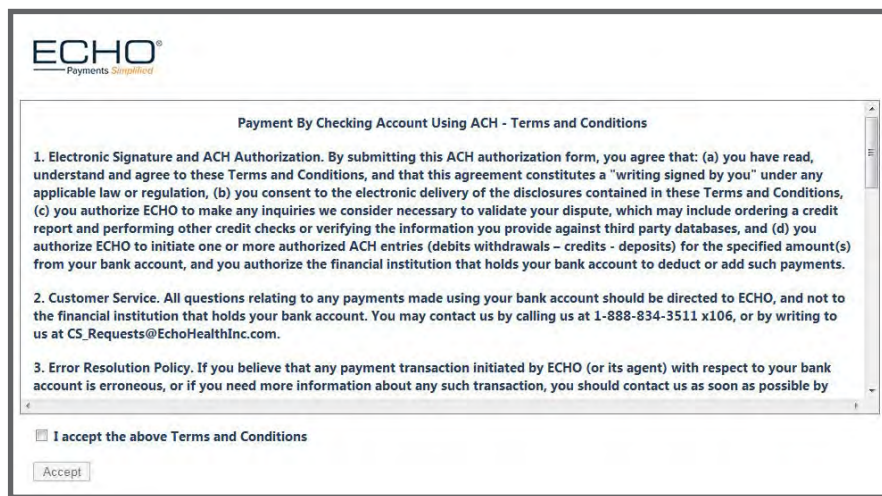 ECHO®
Payments Simplified
Payment By Checking Account Using ACH - Terms and Conditions
1. Electronic Signature and ACH Authorization. By submitting this ACH authorization form, you agree that: (a) you have read,
understand and agree to these Terms and Conditions, and that this agreement constitutes a "writing signed by you" under any
applicable law or regulation, (b) you consent to the electronic delivery of the disclosures contained in these Terms and Conditions,
(c) you authorize ECHO to make any inquiries we consider necessary to validate your dispute, which may include ordering a credit
report and performing other credit checks or verifying the information you provide against third party databases, and (d) you
authorize ECHO to initiate one or more authorized ACH entries (debits withdrawals – credits - deposits) for the specified amount(s)
from your bank account, and you authorize the financial institution that holds your bank account to deduct or add such payments.
2. Customer Service. All questions relating to any payments made using your bank account should be directed to ECHO, and not to
the financial institution that holds your bank account. You may contact us by calling us at 1-888-834-3511 x106, or by writing to
us at CS_Requests@EchoHealthInc.com.
3. Error Resolution Policy. If you believe that any payment transaction initiated by ECHO (or its agent) with respect to your bank
account is erroneous, or if you need more information about any such transaction, you should contact us as soon as possible by
I accept the above Terms and Conditions
Accept